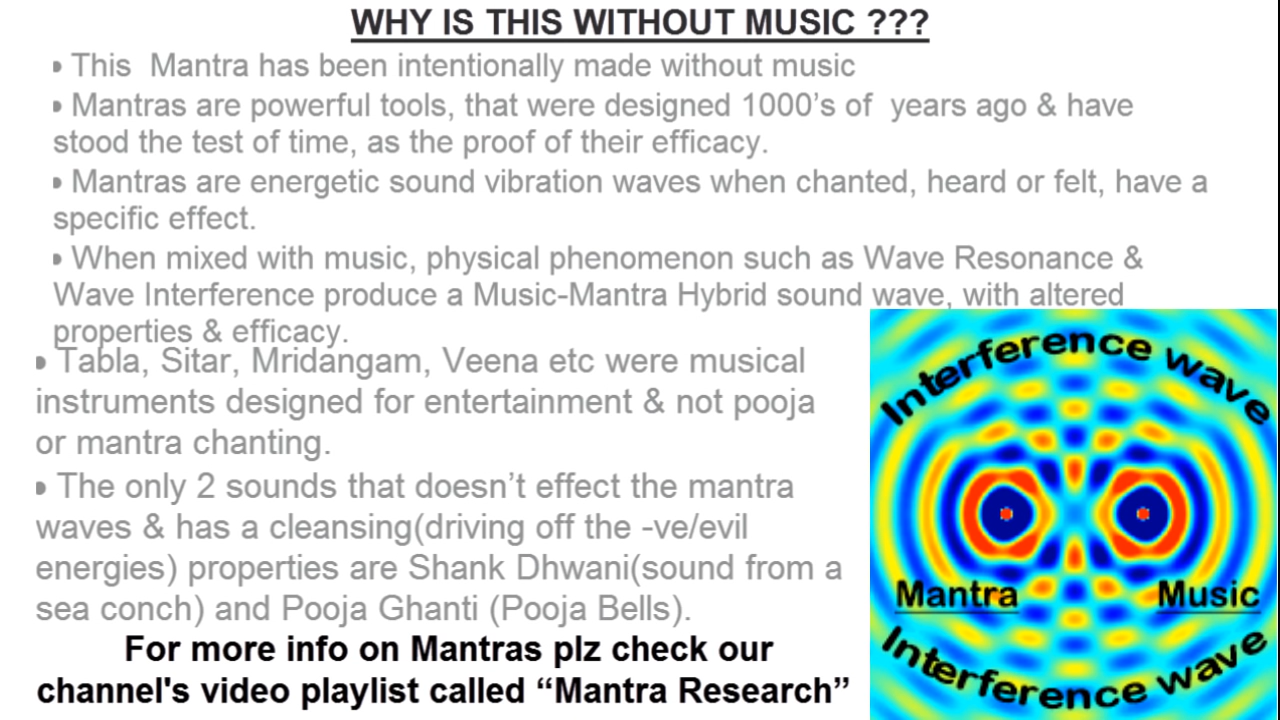 WHY IS THIS WITHOUT MUSIC ???
• This  Mantra has been intentionally made without music
• Mantras are powerful tools, that were designed 1000's of  years ago & have
stood the test of time, as the proof of their efficacy.
• Mantras are energetic sound vibration waves when chanted, heard or felt, have a
specific effect.
• When mixed with music, physical phenomenon such as Wave Resonance &
Wave Interference produce a Music-Mantra Hybrid sound wave, with altered
properties & efficacy.
• Tabla, Sitar, Mridangam, Veena etc were musical
instruments designed for entertainment & not pooja
or mantra chanting.
• The only 2 sounds that doesn't effect the mantra
waves & has a cleansing(driving off the -ve/evil
energies) properties are Shank Dhwani(sound from a
sea conch) and Pooja Ghanti (Pooja Bells).
For more info on Mantras plz check our
channel's video playlist called “Mantra Research”
Interference wave
Mantra
Music
Interference wave